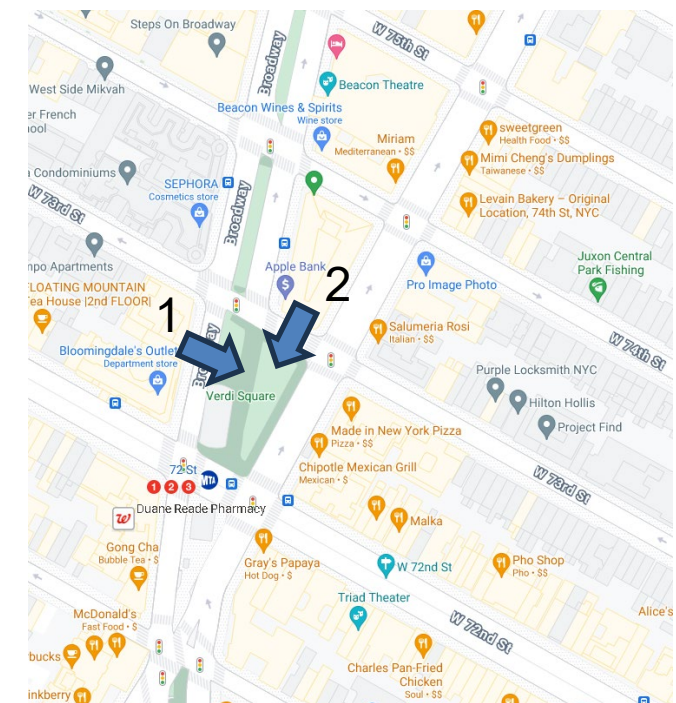 Steps On Broadway
W 75th St
Broadway
West Side Mikvah
Beacon Theatre
er French
ool
Beacon Wines & Spirits
Wine store
sweetgreen
Health Food • $$
Miriam
Mediterranean • $$
Mimi Cheng's Dumplings
Taiwanese • $$
a Condominiums
SEPHORA
Cosmetics store
W 73rd St
Broadway
Levain Bakery – Original
Location, 74th St, NYC
mpo Apartments
Apple Bank
$
2
Juxon Central
Park Fishing
Pro Image Photo
FLOATING MOUNTAIN
Tea House |2nd FLOOR|
1
Salumeria Rosi
Italian • $$
W 74th St
Bloomingdale's Outlet
Department store
Purple Locksmith NYC
Verdi Square
Hilton Hollis
Made in New York Pizza
Pizza • $$
Project Find
Chipotle Mexican Grill
Mexican • $
72 St
MTA
1 2 3
W 73rd St
Duane Reade Pharmacy
Malka
Gong Cha
Bubble Tea • $
Gray's Papaya
Hot Dog • $
W 72nd St
Pho Shop
Pho • $$
Triad Theater
McDonald's
Fast Food • $
W 72nd St
Alice's
bucks
Charles Pan-Fried
Chicken
Soul • $$
inkberry